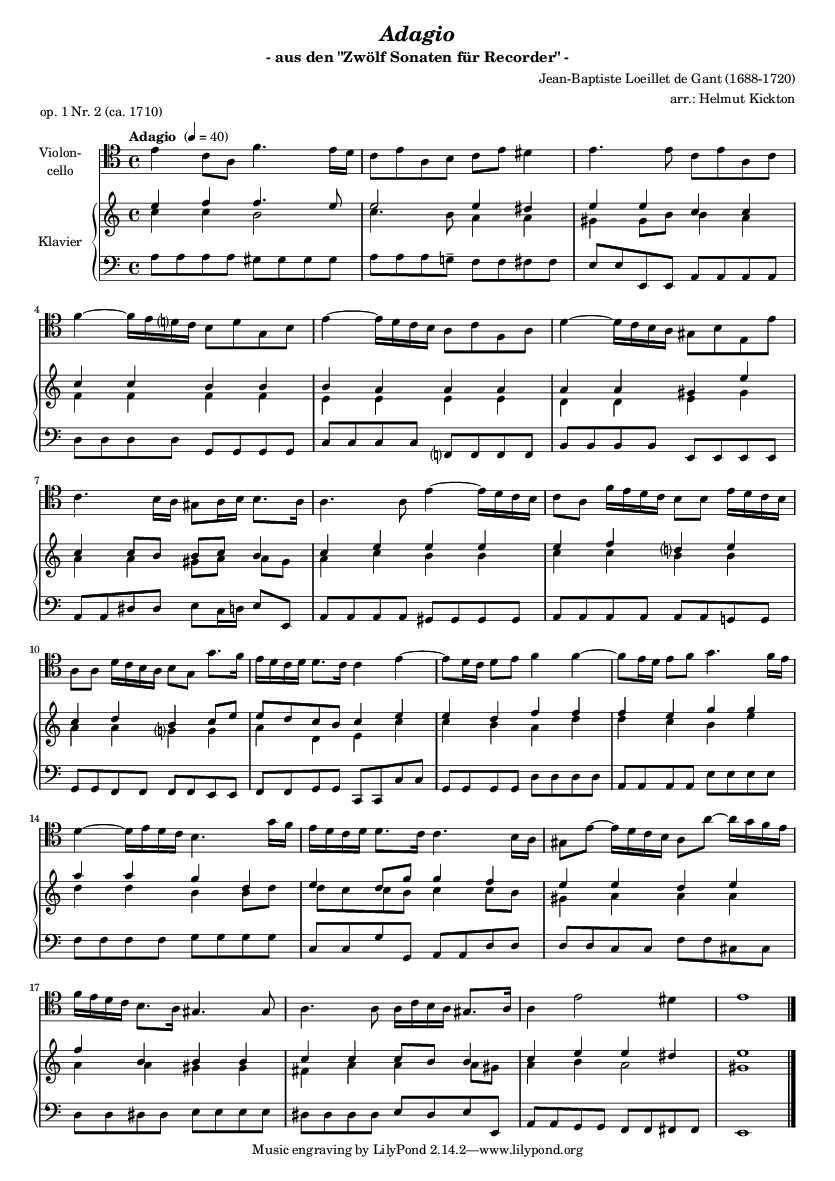 Adagio
- aus den "Zwölf Sonaten für Recorder" -
Jean-Baptiste Loeillet de Gant (1688-1720)
arr.: Helmut Kickton
op. 1 Nr. 2 (ca. 1710)
Adagio (♩ = 40)
Violon-
cello
Klavier
4
7
10
14
17
Music engraving by LilyPond 2.14.2—www.lilypond.org